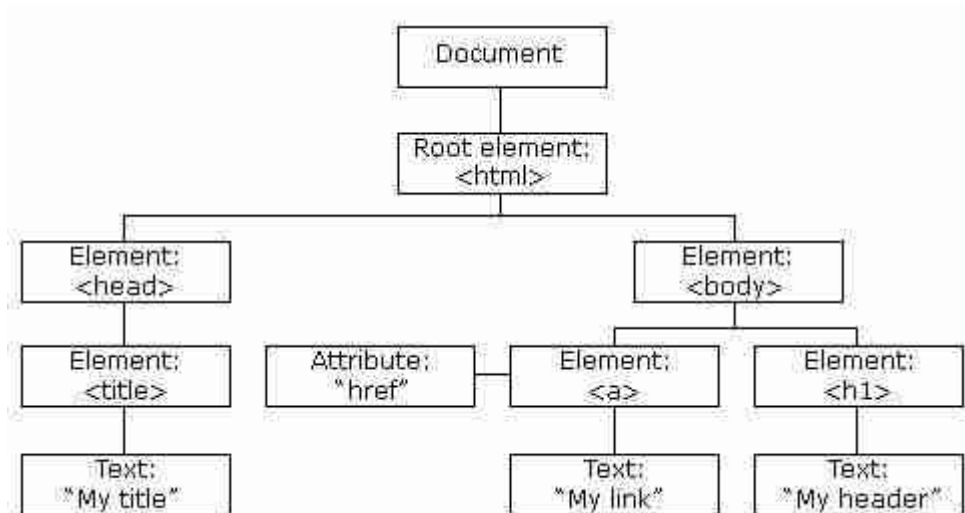 Document
Root element:
<html>
Element:
<head>
Element:
<body>
Element:
<title>
Attribute:
"href"
Element:
<a>
Element:
<h1>
Text:
"My title"
Text:
"My link"
Text:
"My header"